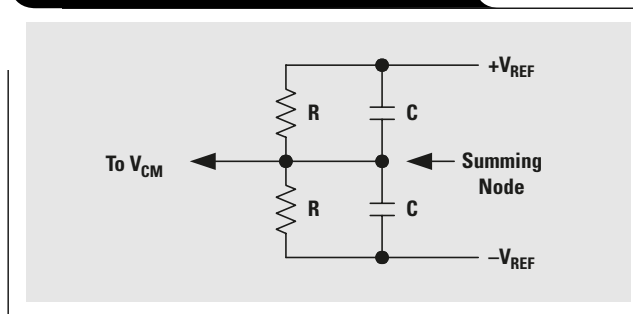 +VREF
R
C
To VCM
Summing
Node
R
C
–VREF